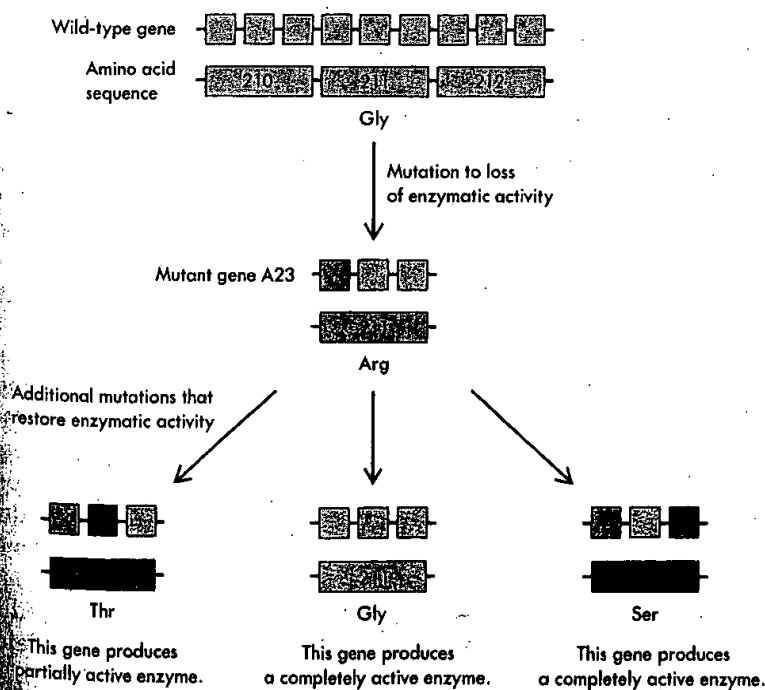 Wild-type gene
Amino acid
sequence
210 211 212
Gly
Mutation to loss
of enzymatic activity
Mutant gene A23
Arg
Additional mutations that
restore enzymatic activity
Thr
Gly
Ser
This gene produces
partially active enzyme.
This gene produces
a completely active enzyme.
This gene produces
a completely active enzyme.